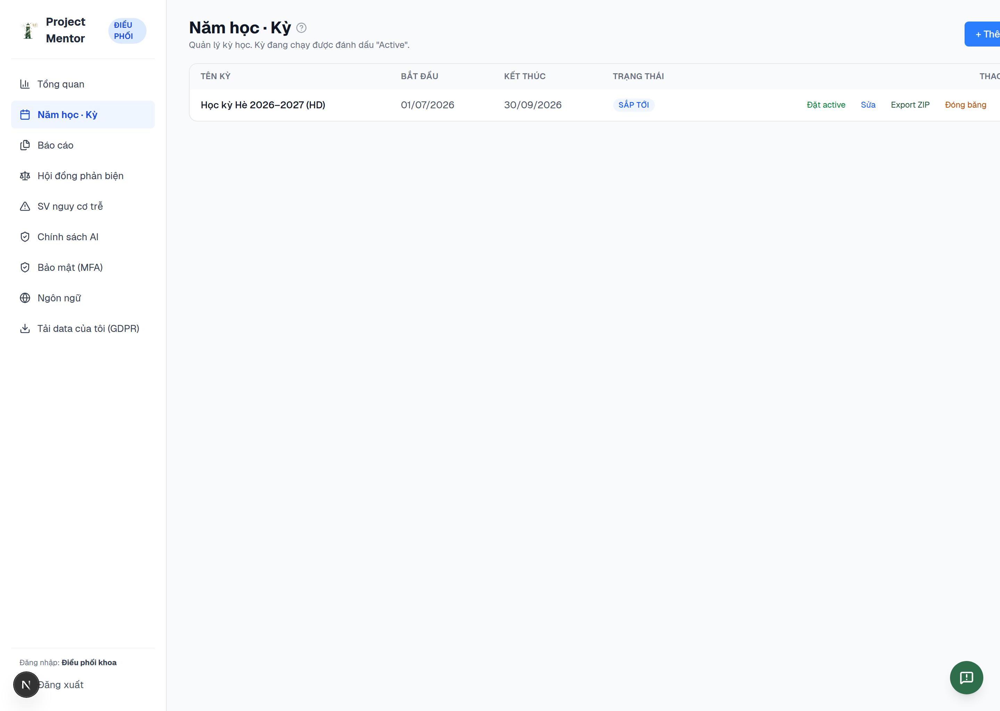 Project
Mentor
ĐIỀU
PHỐI
Tổng quan
Năm học · Kỳ
Báo cáo
Hội đồng phản biện
SV nguy cơ trễ
Chính sách AI
Bảo mật (MFA)
Ngôn ngữ
Tải data của tôi (GDPR)
Đăng nhập: Điều phối khoa
N
Đăng xuất
Năm học · Kỳ
Quản lý kỳ học. Kỳ đang chạy được đánh dấu "Active".
+ Thê
TÊN KỲ BẮT ĐẦU KẾT THÚC TRẠNG THÁI THAO
Học kỳ Hè 2026–2027 (HD) 01/07/2026 30/09/2026 SẮP TỚI Đặt active Sửa Export ZIP Đóng băng